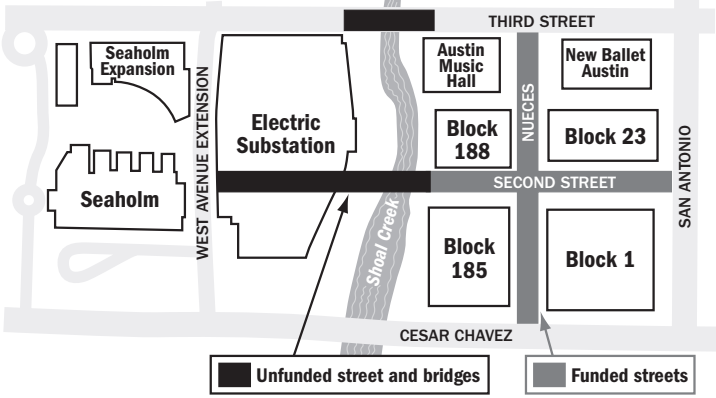 THIRD STREET
Seaholm
Expansion
Austin
Music
Hall
New Ballet
Austin
WEST AVENUE EXTENSION
Electric
Substation
NUECES
Block
188
Block 23
SAN ANTONIO
SECOND STREET
Seaholm
Shoal Creek
Block
185
Block 1
CESAR CHAVEZ
Unfunded street and bridges
Funded streets